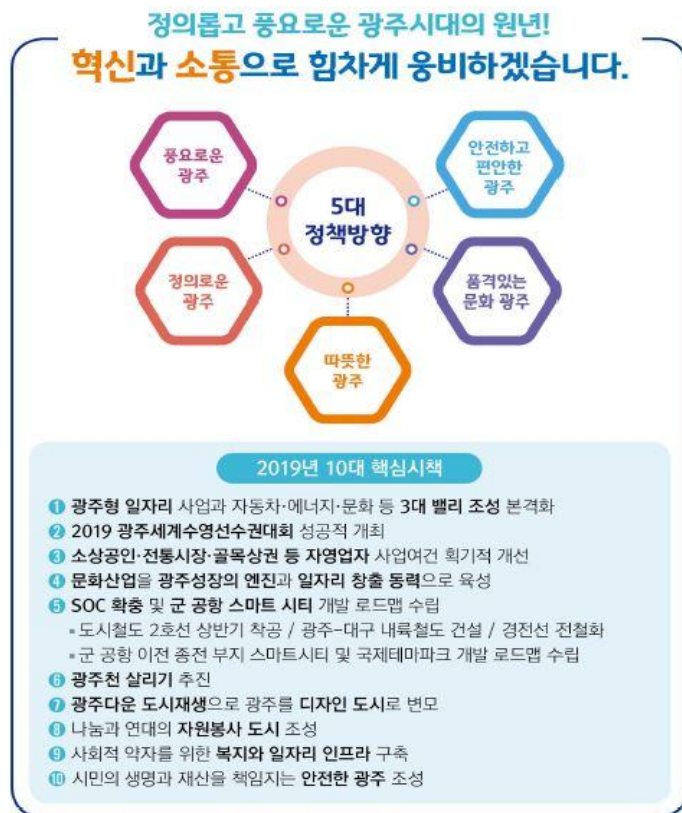 정의롭고 풍요로운 광주시대의 원년!
혁신과 소통으로 힘차게 웅비하겠습니다.
풍요로운
광주
안전하고
편안한
광주
5대
정책방향
정의로운
광주
품격있는
문화 광주
따뜻한
광주
2019년 10대 핵심시책
❶ 광주형 일자리 사업과 자동차·에너지·문화 등 3대 밸리 조성 본격화
❷ 2019 광주세계수영선수권대회 성공적 개최
❸ 소상공인·전통시장·골목상권 등 자영업자 사업여건 획기적 개선
❹ 문화산업을 광주성장의 엔진과 일자리 창출 동력으로 육성
❺ SOC 확충 및 군 공항 스마트 시티 개발 로드맵 수립
▪도시철도 2호선 상반기 착공 / 광주-대구 내륙철도 건설 / 경전선 전철화
▪군 공항 이전 종전 부지 스마트시티 및 국제테마파크 개발 로드맵 수립
❻ 광주천 살리기 추진
❼ 광주다운 도시재생으로 광주를 디자인 도시로 변모
❽ 나눔과 연대의 자원봉사 도시 조성
❾ 사회적 약자를 위한 복지와 일자리 인프라 구축
❿ 시민의 생명과 재산을 책임지는 안전한 광주 조성